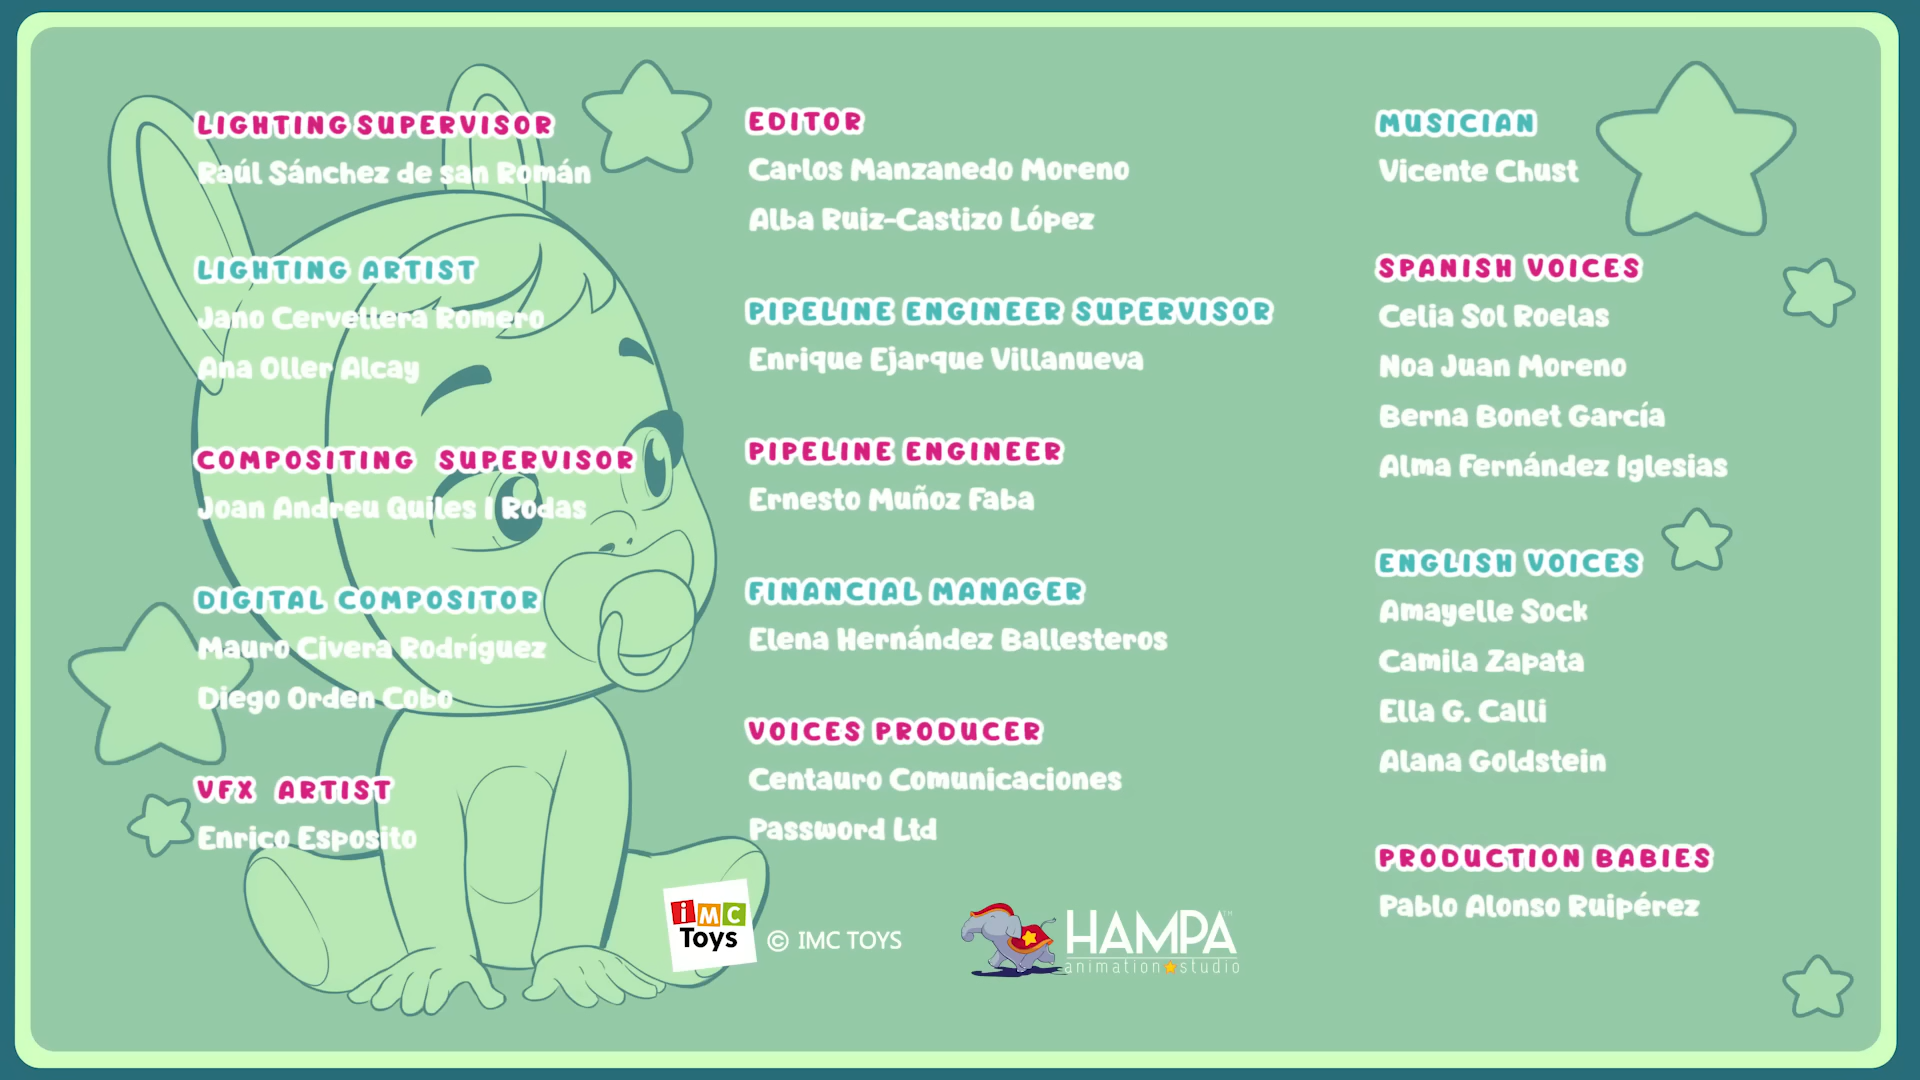 LIGHTING SUPERVISOR
Raúl Sánchez de san Román
LIGHTING ARTIST
Jano Cervellera Romero
Ana Oller Alcay
COMPOSITING SUPERVISOR
Joan Andreu Quiles I Rodas
DIGITAL COMPOSITOR
Mauro Civera Rodríguez
Diego Orden Cobo
VFX ARTIST
Enrico Esposito
EDITOR
Carlos Manzanedo Moreno
Alba Ruiz-Castizo López
PIPELINE ENGINEER SUPERVISOR
Enrique Ejarque Villanueva
PIPELINE ENGINEER
Ernesto Muñoz Faba
FINANCIAL MANAGER
Elena Hernández Ballesteros
VOICES PRODUCER
Centauro Comunicaciones
Password Ltd
MUSICIAN
Vicente Chust
SPANISH VOICES
Celia Sol Roelas
Noa Juan Moreno
Berna Bonet García
Alma Fernández Iglesias
ENGLISH VOICES
Amayelle Sock
Camila Zapata
Ella G. Calli
Alana Goldstein
PRODUCTION BABIES
Pablo Alonso Ruipérez
iMC
Toys
© IMC TOYS
HAMPA™
animation studio